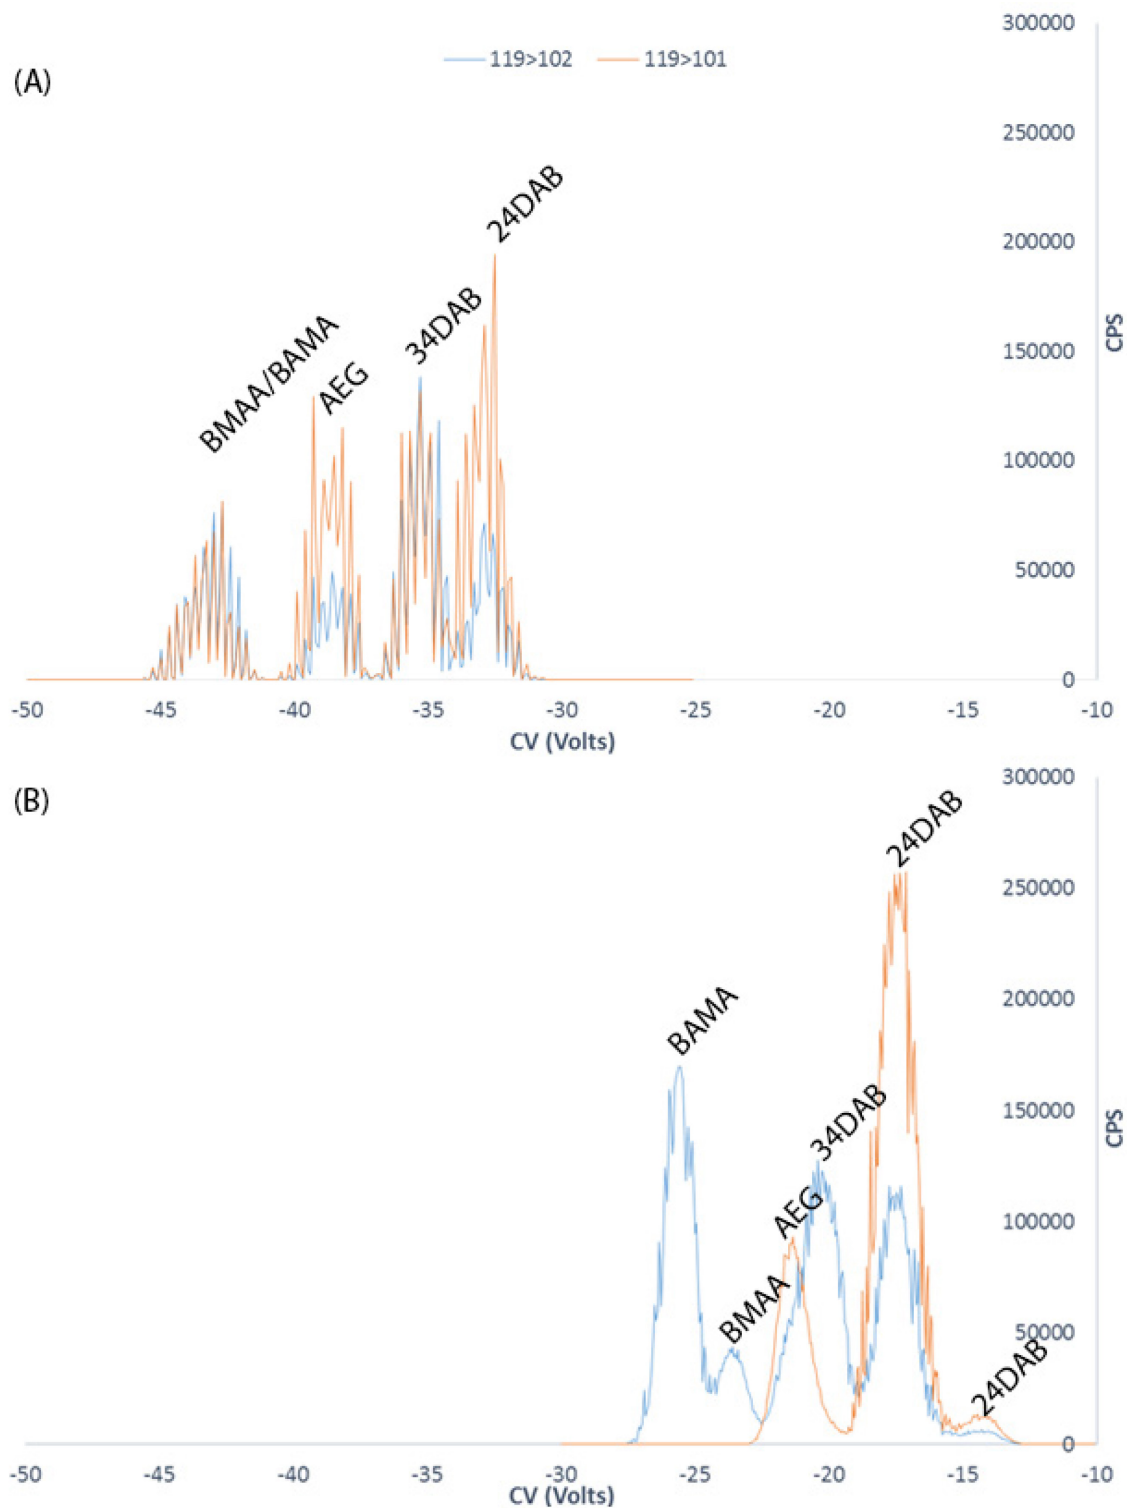 300000
119>102 119>101
(A)
250000
24DAB
200000
34DAB
BMAA/BAMA
AEG
150000
CPS
100000
50000
0
-50 -45 -40 -35 -30 -25 -20 -15 -10
CV (Volts)
300000
(B)
24DAB
250000
BAMA
200000
34DAB
150000
CPS
AEG
100000
BMAA
50000
24DAB
0
-50 -45 -40 -35 -30 -25 -20 -15 -10
CV (Volts)